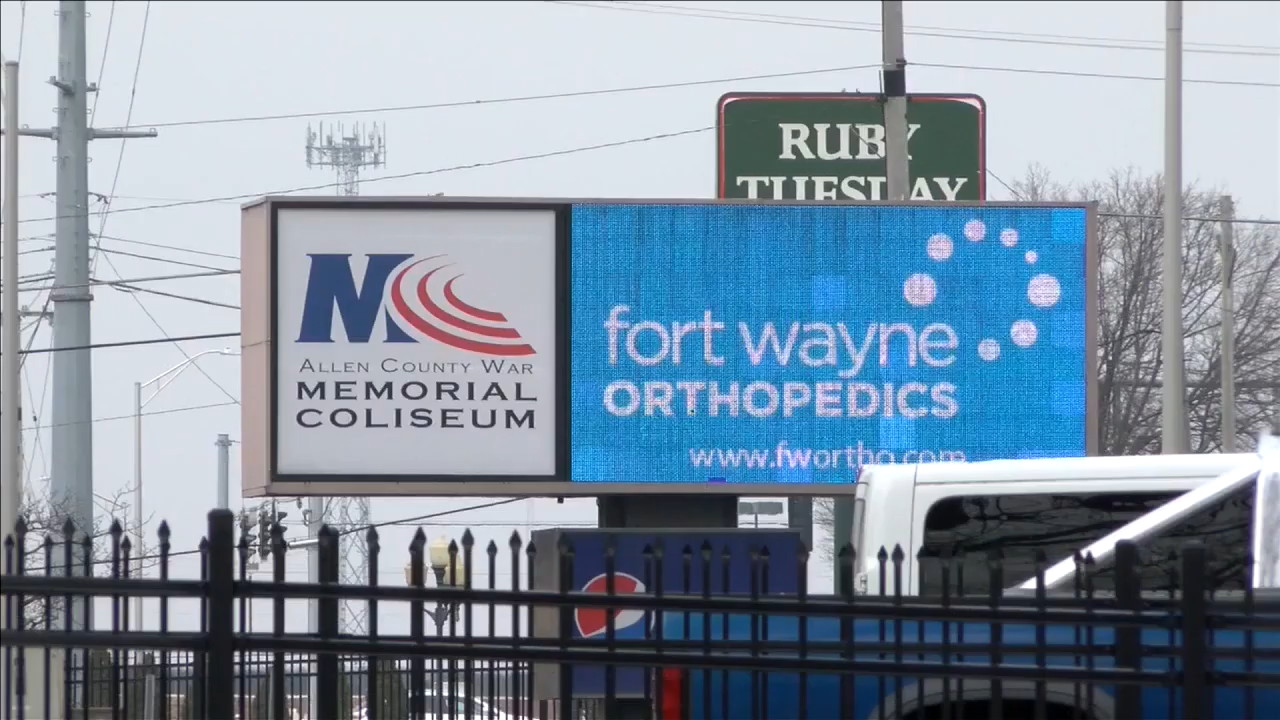 RUBY
TUESDAY
M
ALLEN COUNTY WAR
MEMORIAL
COLISEUM
fort wayne
ORTHOPEDICS
www.fwortho.com